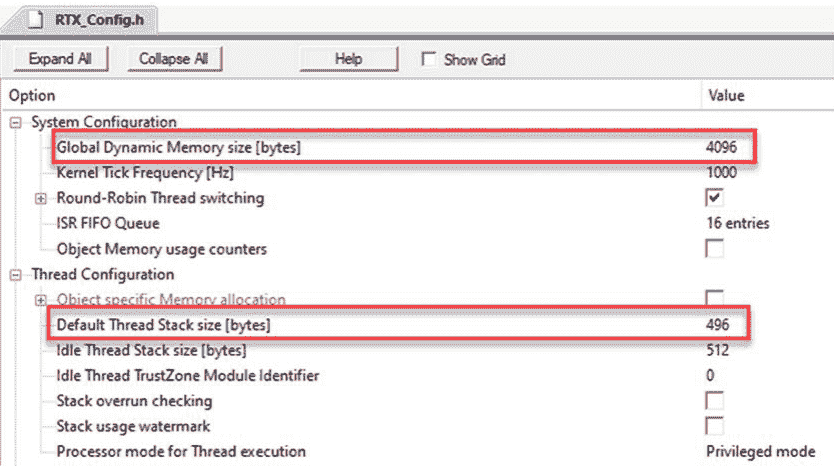 RTX_Config.h
Expand All Collapse All Help Show Grid
Option Value
System Configuration
Global Dynamic Memory size [bytes] 4096
Kernel Tick Frequency [Hz] 1000
Round-Robin Thread switching
ISR FIFO Queue 16 entries
Object Memory usage counters
Thread Configuration
Object specific Memory allocation
Default Thread Stack size [bytes] 496
Idle Thread Stack size [bytes] 512
Idle Thread TrustZone Module Identifier 0
Stack overrun checking
Stack usage watermark
Processor mode for Thread execution Privileged mode